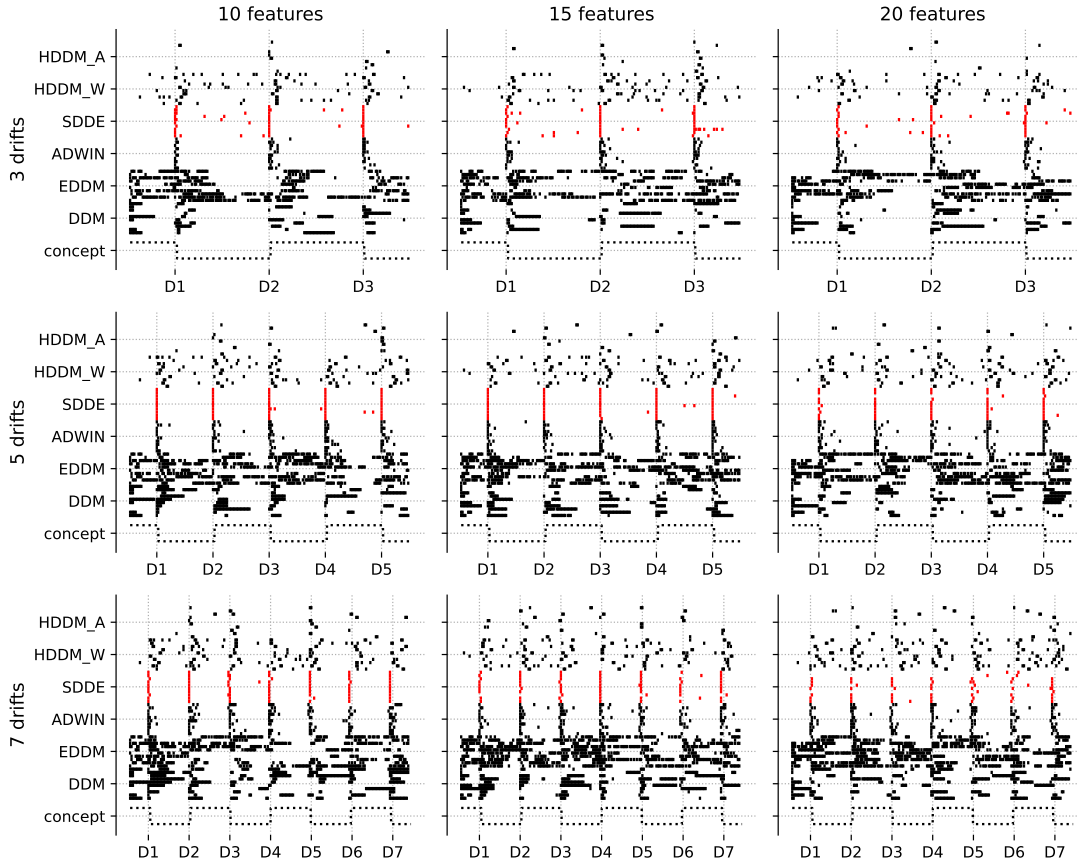 10 features 15 features 20 features
3 drifts
HDDM_A
HDDM_W
SDDE
ADWIN
EDDM
DDM
concept
D1 D2 D3 D1 D2 D3 D1 D2 D3
5 drifts
HDDM_A
HDDM_W
SDDE
ADWIN
EDDM
DDM
concept
D1 D2 D3 D4 D5 D1 D2 D3 D4 D5 D1 D2 D3 D4 D5
7 drifts
HDDM_A
HDDM_W
SDDE
ADWIN
EDDM
DDM
concept
D1 D2 D3 D4 D5 D6 D7 D1 D2 D3 D4 D5 D6 D7 D1 D2 D3 D4 D5 D6 D7